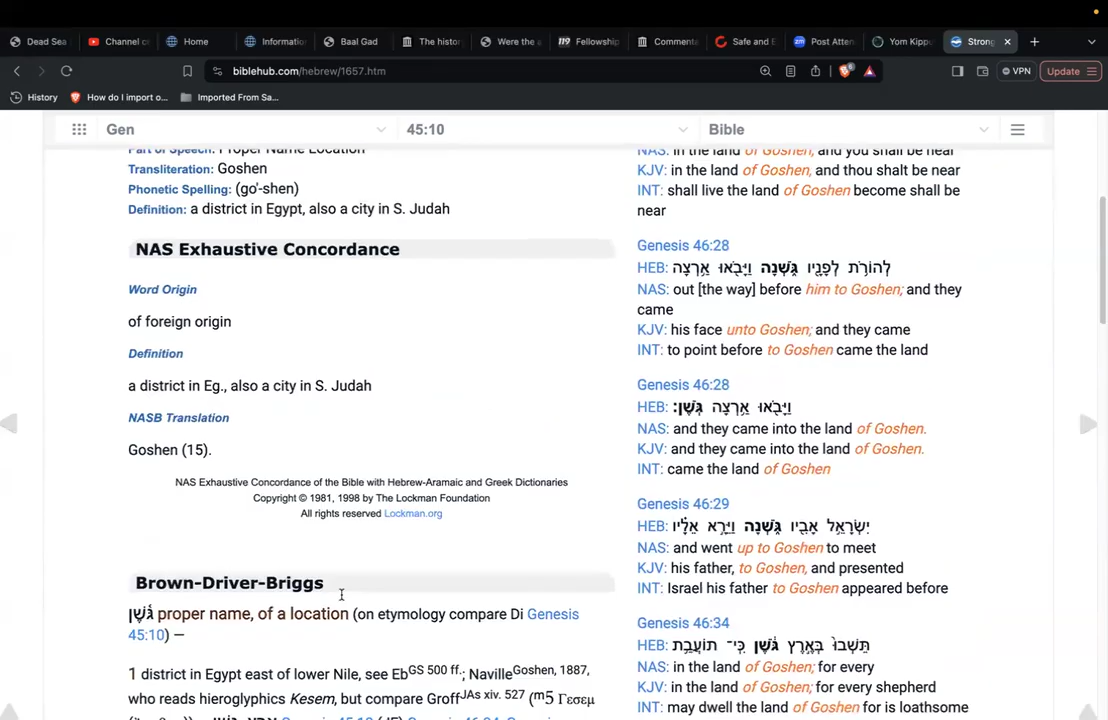 Dead Sea
Channel c
Home
Informatio
Baal Gad
The histor
Were the a
119 Fellowship
Commenta
Safe and E
Post Atten
Yom Kippu
Strong
biblehub.com/hebrew/1657.htm
6
VPN
Update
History
How do I import o...
Imported From Sa...
Gen
45:10
Bible
Part of Speech: Proper Name Location
Transliteration: Goshen
Phonetic Spelling: (go'-shen)
Definition: a district in Egypt, also a city in S. Judah
NAS Exhaustive Concordance
Word Origin
of foreign origin
Definition
a district in Eg., also a city in S. Judah
NASB Translation
Goshen (15).
NAS Exhaustive Concordance of the Bible with Hebrew-Aramaic and Greek Dictionaries
Copyright © 1981, 1998 by The Lockman Foundation
All rights reserved Lockman.org
Brown-Driver-Briggs
גֹּ֫שֶׁן proper name, of a location (on etymology compare Di Genesis
45:10) —
1 district in Egypt east of lower Nile, see Eb GS 500 ff.; Naville Goshen, 1887,
who reads hieroglyphics Kesem, but compare Groff JAs xiv. 527 (ᵐ5 Γεσεμ
NAS: in the land of Goshen, and you shall be near
KJV: in the land of Goshen, and thou shalt be near
INT: shall live the land of Goshen become shall be
near
Genesis 46:28
HEB: לְהוֹרֹ֥ת לְפָנָ֖יו גֹּ֑שְׁנָה וַיָּבֹ֖אוּ אַ֥רְצָה
NAS: out [the way] before him to Goshen; and they
came
KJV: his face unto Goshen; and they came
INT: to point before to Goshen came the land
Genesis 46:28
HEB: וַיָּבֹ֖אוּ אַ֥רְצָה גֹּֽשֶׁן׃
NAS: and they came into the land of Goshen.
KJV: and they came into the land of Goshen.
INT: came the land of Goshen
Genesis 46:29
HEB: יִשְׂרָאֵ֥ל אָבִ֖יו גֹּ֑שְׁנָה וַיֵּרָ֣א אֵלָ֗יו
NAS: and went up to Goshen to meet
KJV: his father, to Goshen, and presented
INT: Israel his father to Goshen appeared before
Genesis 46:34
HEB: תֵּשְׁבוּ֙ בְּאֶ֣רֶץ גֹּ֔שֶׁן כִּֽי־ תוֹעֲבַ֥ת
NAS: in the land of Goshen; for every
KJV: in the land of Goshen; for every shepherd
INT: may dwell the land of Goshen for is loathsome